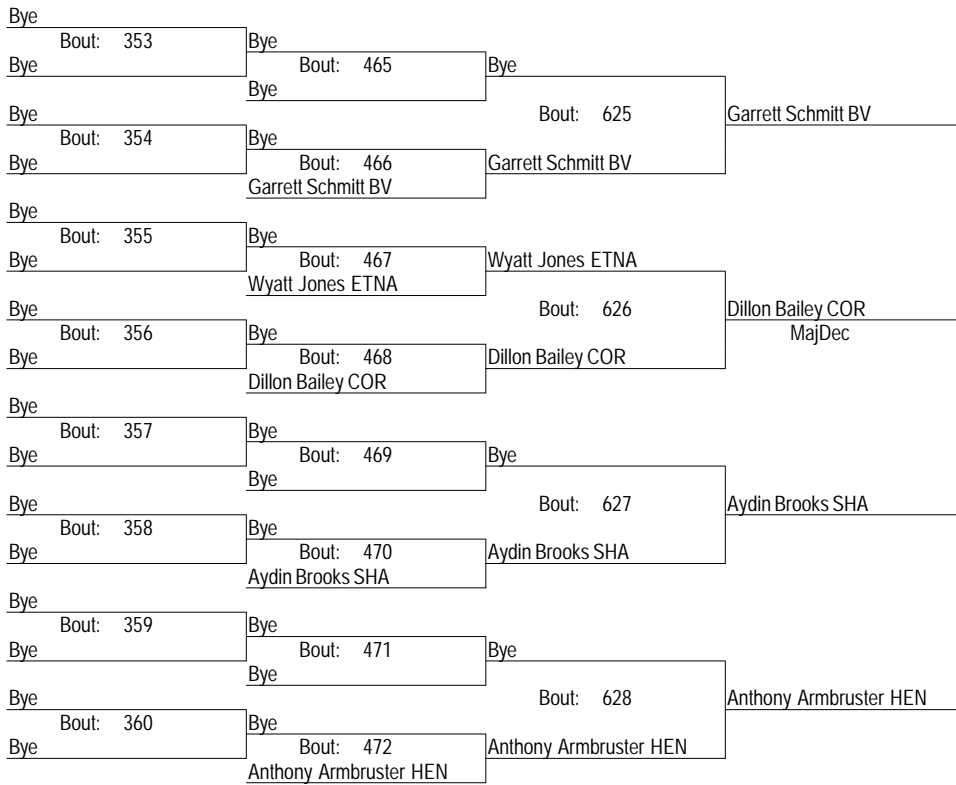 Bye
Bout: 353 Bye
Bye Bout: 465 Bye
Bye
Bye Bout: 625 Garrett Schmitt BV
Bout: 354 Bye
Bye Bout: 466 Garrett Schmitt BV
Garrett Schmitt BV
Bye
Bout: 355 Bye
Bye Bout: 467 Wyatt Jones ETNA
Wyatt Jones ETNA
Bye Bout: 626 Dillon Bailey COR
Bout: 356 Bye MajDec
Bye Bout: 468 Dillon Bailey COR
Dillon Bailey COR
Bye
Bout: 357 Bye
Bye Bout: 469 Bye
Bye
Bye Bout: 627 Aydin Brooks SHA
Bout: 358 Bye
Bye Bout: 470 Aydin Brooks SHA
Aydin Brooks SHA
Bye
Bout: 359 Bye
Bye Bout: 471 Bye
Bye
Bye Bout: 628 Anthony Armbruster HEN
Bout: 360 Bye
Bye Bout: 472 Anthony Armbruster HEN
Anthony Armbruster HEN